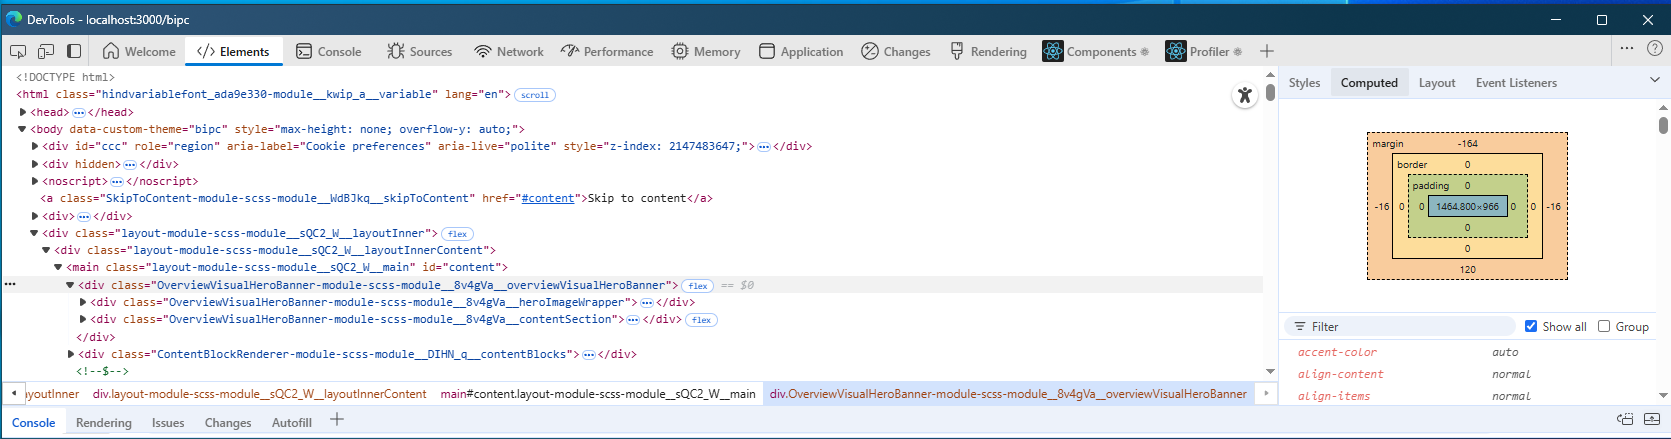 DevTools - localhost:3000/bipc
Welcome </> Elements Console Sources Network Performance Memory Application Changes Rendering Components Profiler
<!DOCTYPE html>
<html class="hindvariablefont_ada9e330-module__kwip_a__variable" lang="en"> scroll
<head> </head>
<body data-custom-theme="bipc" style="max-height: none; overflow-y: auto;">
<div id="ccc" role="region" aria-label="Cookie preferences" aria-live="polite" style="z-index: 2147483647;"> </div>
<div hidden> </div>
<noscript> </noscript>
<a class="SkipToContent-module-scss-module__WdBJkq__skipToContent" href="#content">Skip to content</a>
<div> </div>
<div class="layout-module-scss-module__sQC2_W__layoutInner"> flex
<div class="layout-module-scss-module__sQC2_W__layoutInnerContent">
<main class="layout-module-scss-module__sQC2_W__main" id="content">
<div class="OverviewVisualHeroBanner-module-scss-module__8v4gVa__overviewVisualHeroBanner"> flex == $0
<div class="OverviewVisualHeroBanner-module-scss-module__8v4gVa__heroImageWrapper"> </div>
<div class="OverviewVisualHeroBanner-module-scss-module__8v4gVa__contentSection"> </div> flex
</div>
<div class="ContentBlockRenderer-module-scss-module__DIHN_q__contentBlocks"> </div>
<!--$-->
ayoutInner div.layout-module-scss-module__sQC2_W__layoutInnerContent main#content.layout-module-scss-module__sQC2_W__main div.OverviewVisualHeroBanner-module-scss-module__8v4gVa__overviewVisualHeroBanner
Console Rendering Issues Changes Autofill
Styles Computed Layout Event Listeners
margin -164
border 0
padding 0
-16 0 0 1464.800×966 0 0 -16
0
0
120
Filter Show all Group
accent-color auto
align-content normal
align-items normal